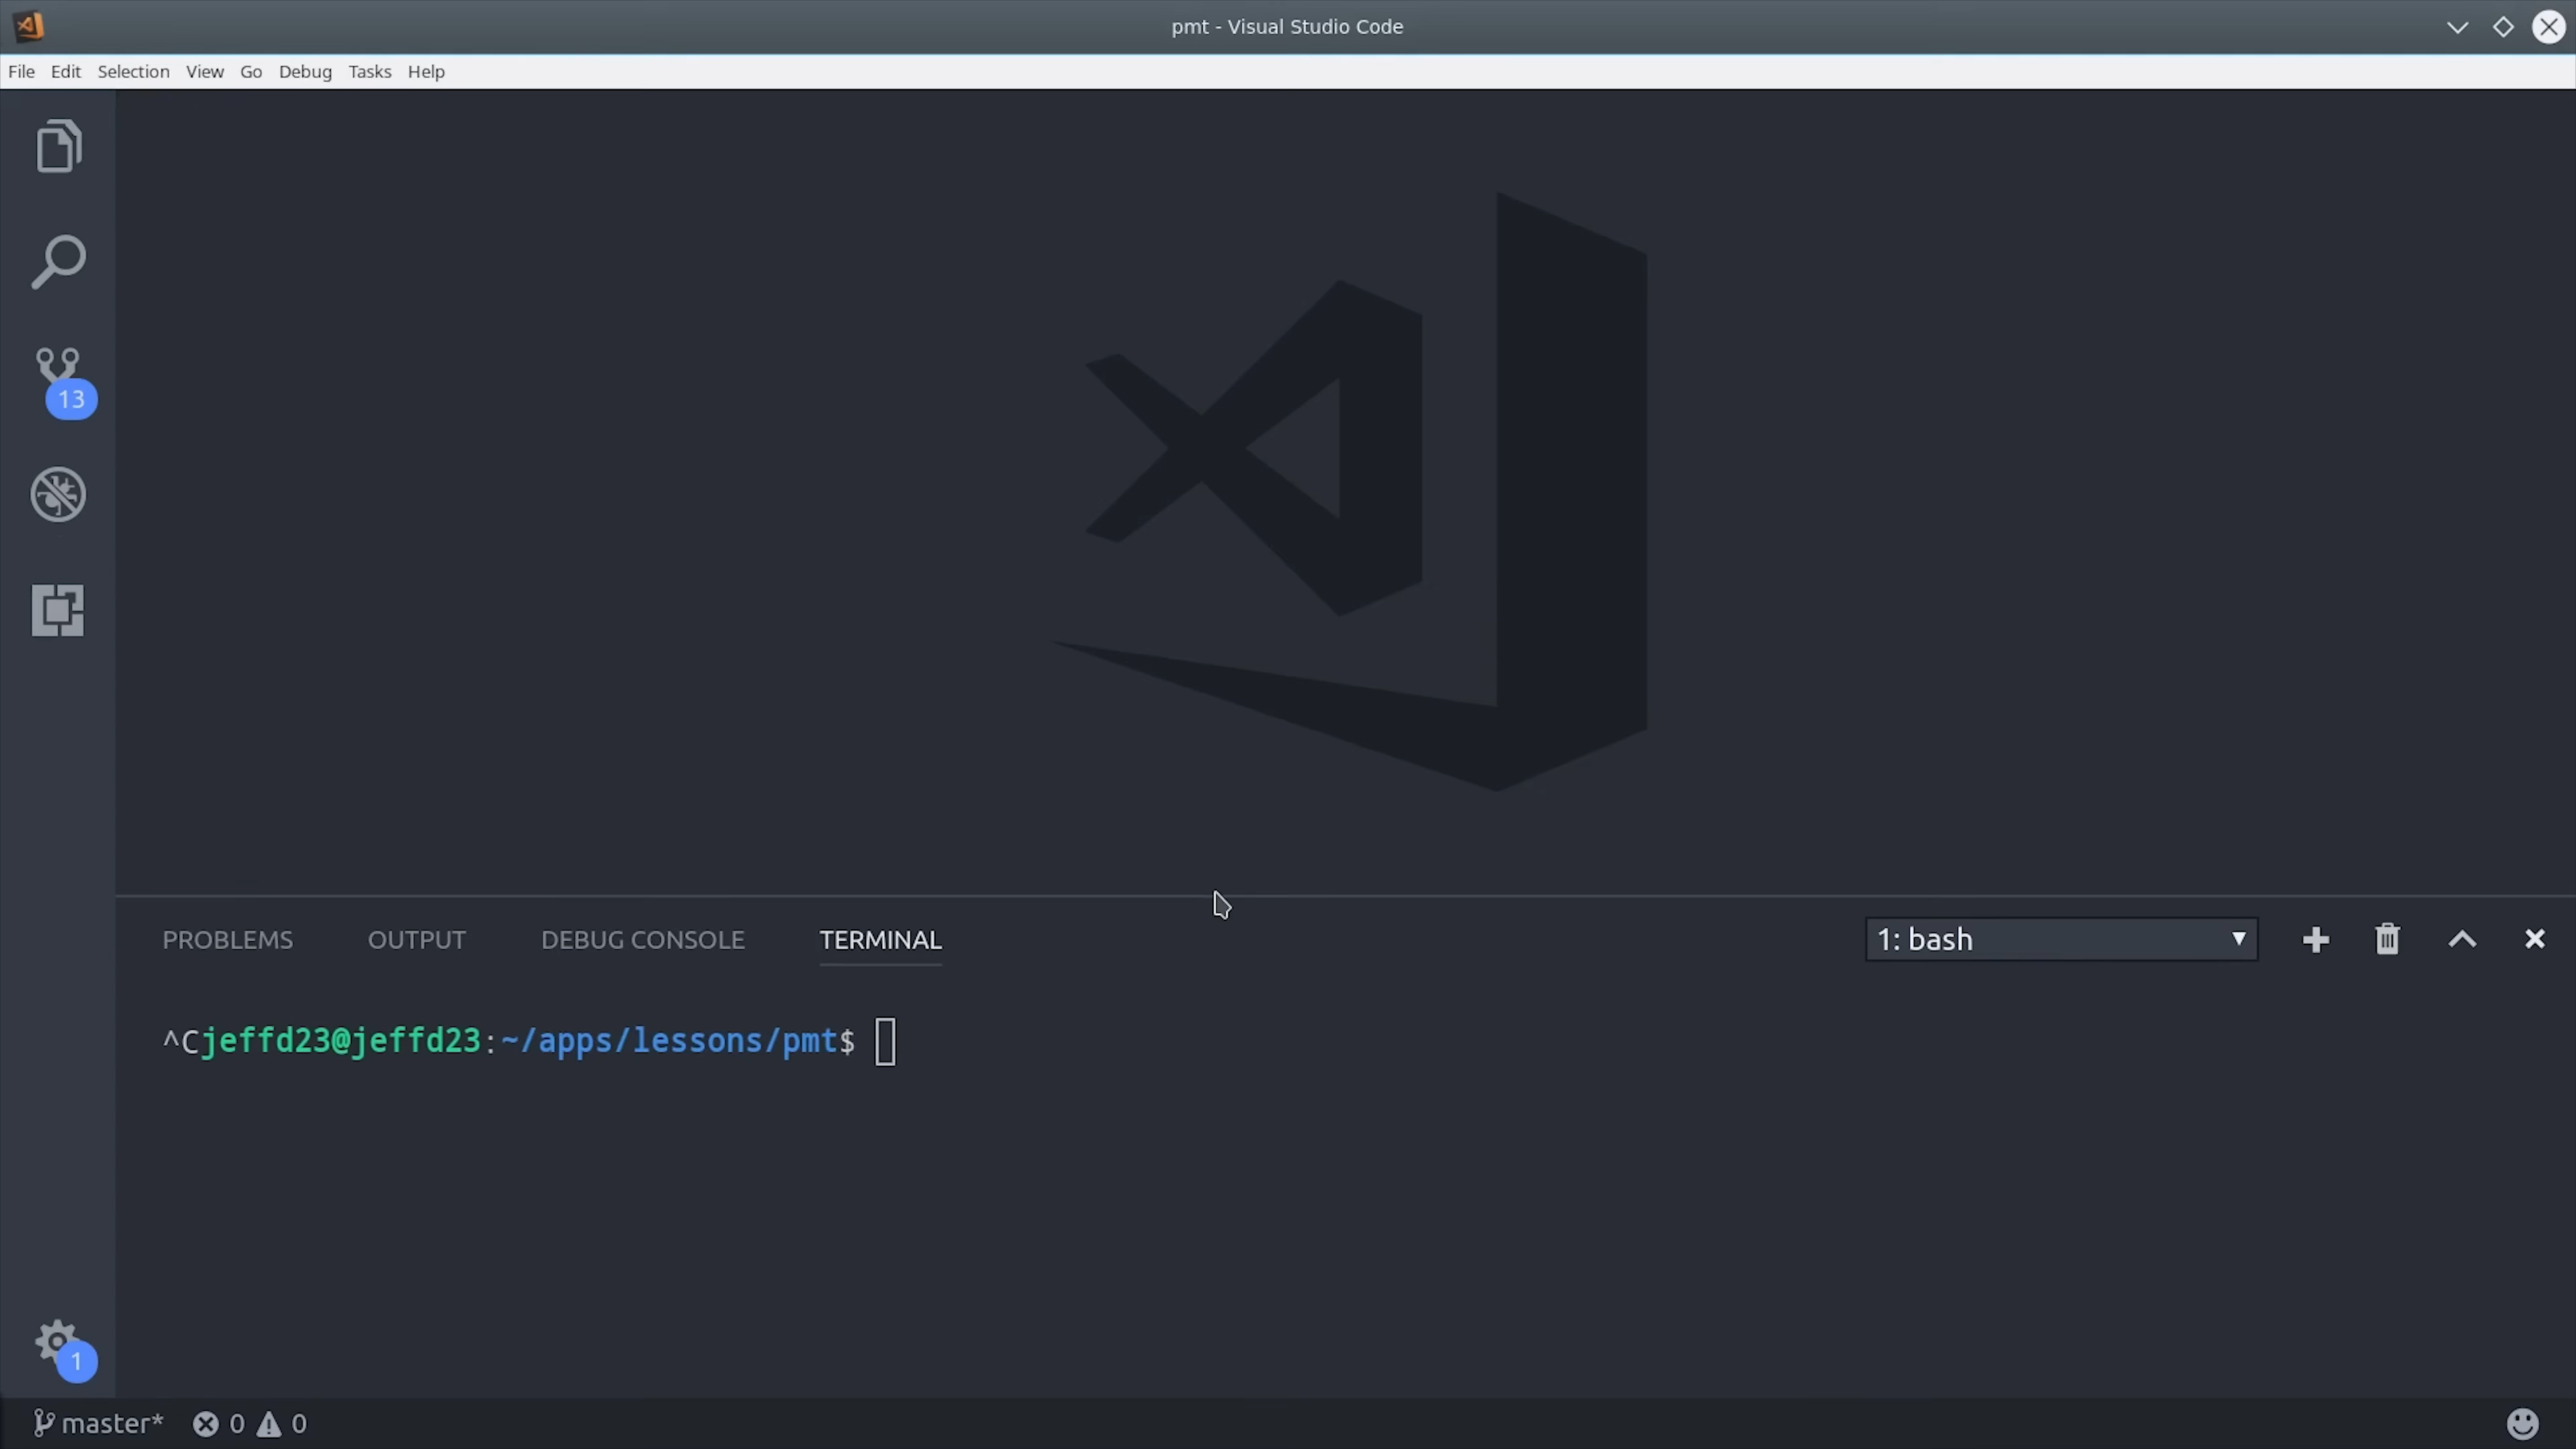 pmt - Visual Studio Code
File Edit Selection View Go Debug Tasks Help
13
PROBLEMS OUTPUT DEBUG CONSOLE TERMINAL 1: bash
^Cjeffd23@jeffd23:~/apps/lessons/pmt$
1
master* 0 0